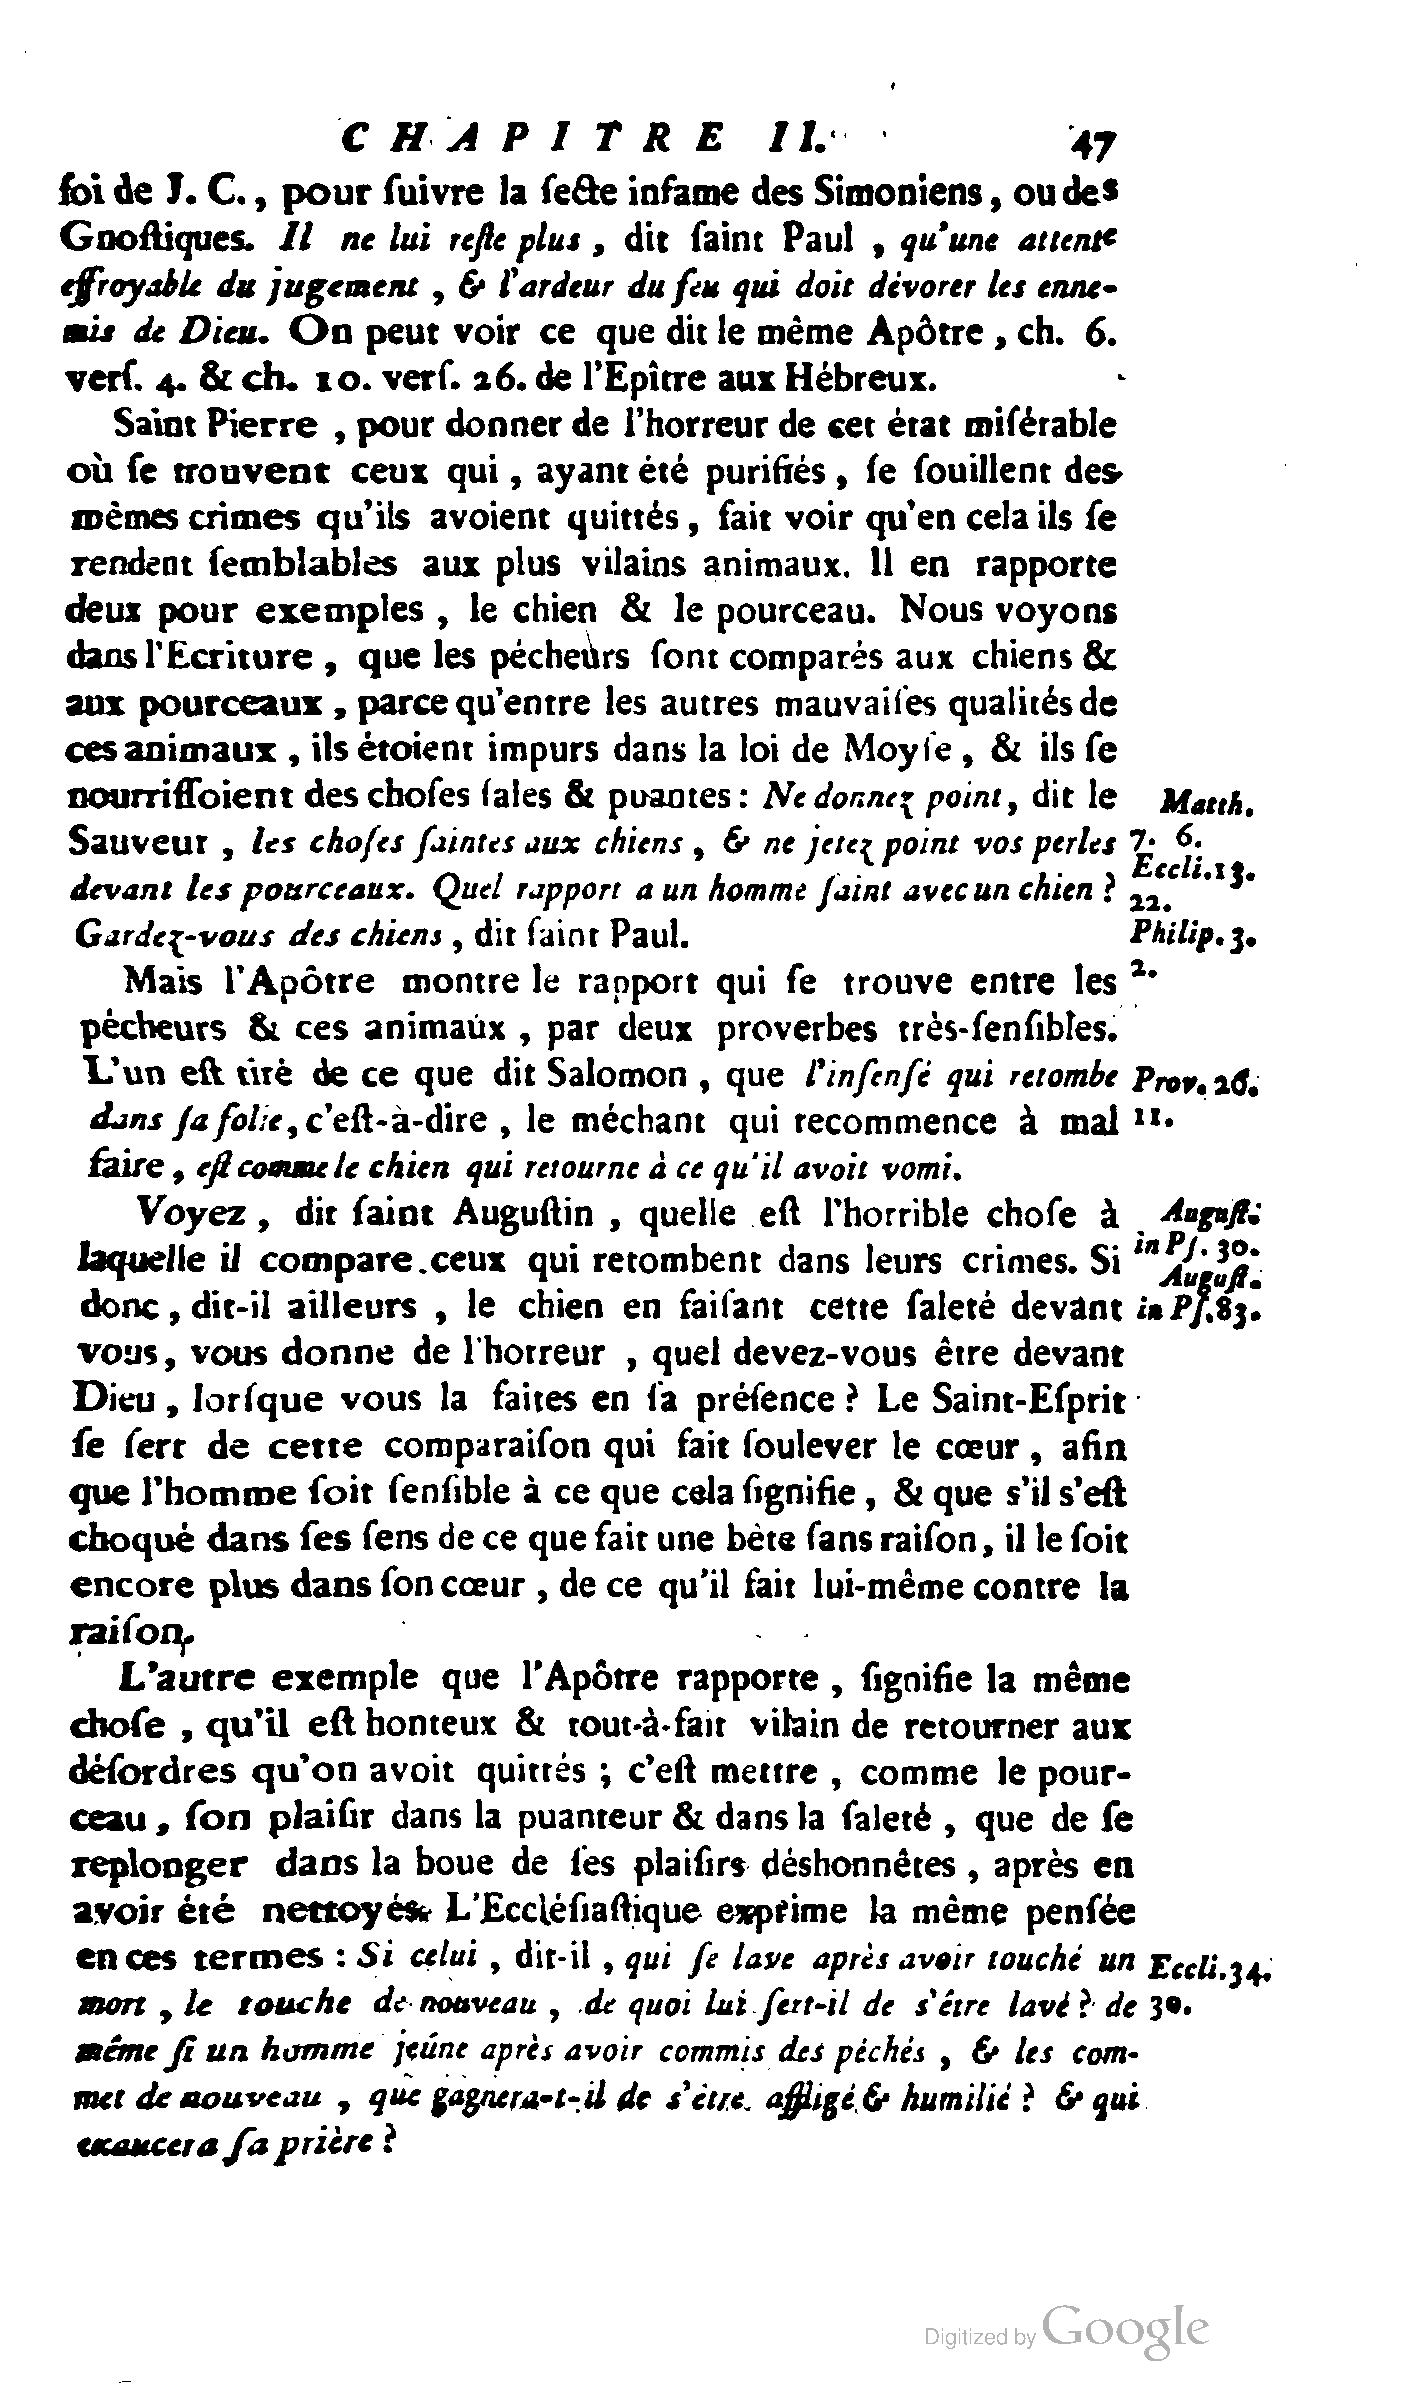 CHAPITRE II. 47
foi de J. C., pour ſuivre la ſecte infame des Simoniens, ou des
Gnoſtiques. Il ne lui reſte plus, dit ſaint Paul, qu'une attente
effroyable du jugement, & l'ardeur du feu qui doit dévorer les enne-
mis de Dieu. On peut voir ce que dit le même Apôtre, ch. 6.
verſ. 4. & ch. 10. verſ. 26. de l'Epître aux Hébreux.
Saint Pierre, pour donner de l'horreur de cet état miſérable
où ſe trouvent ceux qui, ayant été purifiés, ſe ſouillent des
mêmes crimes qu'ils avoient quittés, fait voir qu'en cela ils ſe
rendent ſemblables aux plus vilains animaux. Il en rapporte
deux pour exemples, le chien & le pourceau. Nous voyons
dans l'Ecriture, que les pécheurs ſont comparés aux chiens &
aux pourceaux, parce qu'entre les autres mauvaiſes qualités de
ces animaux, ils étoient impurs dans la loi de Moyſe, & ils ſe
nourriſſoient des choſes ſales & puantes: Ne donnez point, dit le Matth.
Sauveur, les choſes ſaintes aux chiens, & ne jetez point vos perles 7. 6.
Eccli. 13.
devant les pourceaux. Quel rapport a un homme ſaint avec un chien? 22.
Gardez-vous des chiens, dit ſaint Paul. Philip. 3.
Mais l'Apôtre montre le rapport qui ſe trouve entre les 2.
pécheurs & ces animaux, par deux proverbes très-ſenſibles.
L'un eſt tiré de ce que dit Salomon, que l'inſenſé qui retombe Prov. 26.
dans ſa folie, c'eſt-à-dire, le méchant qui recommence à mal 11.
faire, eſt comme le chien qui retourne à ce qu'il avoit vomi.
Voyez, dit ſaint Auguſtin, quelle eſt l'horrible choſe à Auguſt.
laquelle il compare ceux qui retombent dans leurs crimes. Si in Pſ. 30.
Auguſt.
donc, dit-il ailleurs, le chien en faiſant cette ſaleté devant in Pſ. 83.
vous, vous donne de l'horreur, quel devez-vous être devant
Dieu, lorſque vous la faites en ſa préſence? Le Saint-Eſprit
ſe ſert de cette comparaiſon qui fait ſoulever le cœur, afin
que l'homme ſoit ſenſible à ce que cela ſignifie, & que s'il s'eſt
choqué dans ſes ſens de ce que fait une bête ſans raiſon, il le ſoit
encore plus dans ſon cœur, de ce qu'il fait lui-même contre la
raiſon.
L'autre exemple que l'Apôtre rapporte, ſignifie la même
choſe, qu'il eſt honteux & tout-à-fait vilain de retourner aux
déſordres qu'on avoit quittés; c'eſt mettre, comme le pour-
ceau, ſon plaiſir dans la puanteur & dans la ſaleté, que de ſe
replonger dans la boue de ſes plaiſirs déshonnêtes, après en
avoir été nettoyés. L'Eccléſiaſtique exprime la même penſée
en ces termes: Si celui, dit-il, qui ſe lave après avoir touché un Eccli. 34.
mort, le touche de nouveau, de quoi lui ſert-il de s'être lavé? de 30.
même ſi un homme jeûne après avoir commis des péchés, & les com-
met de nouveau, que gagnera-t-il de s'être affligé & humilié? & qui
exaucera ſa prière?
Digitized by Google